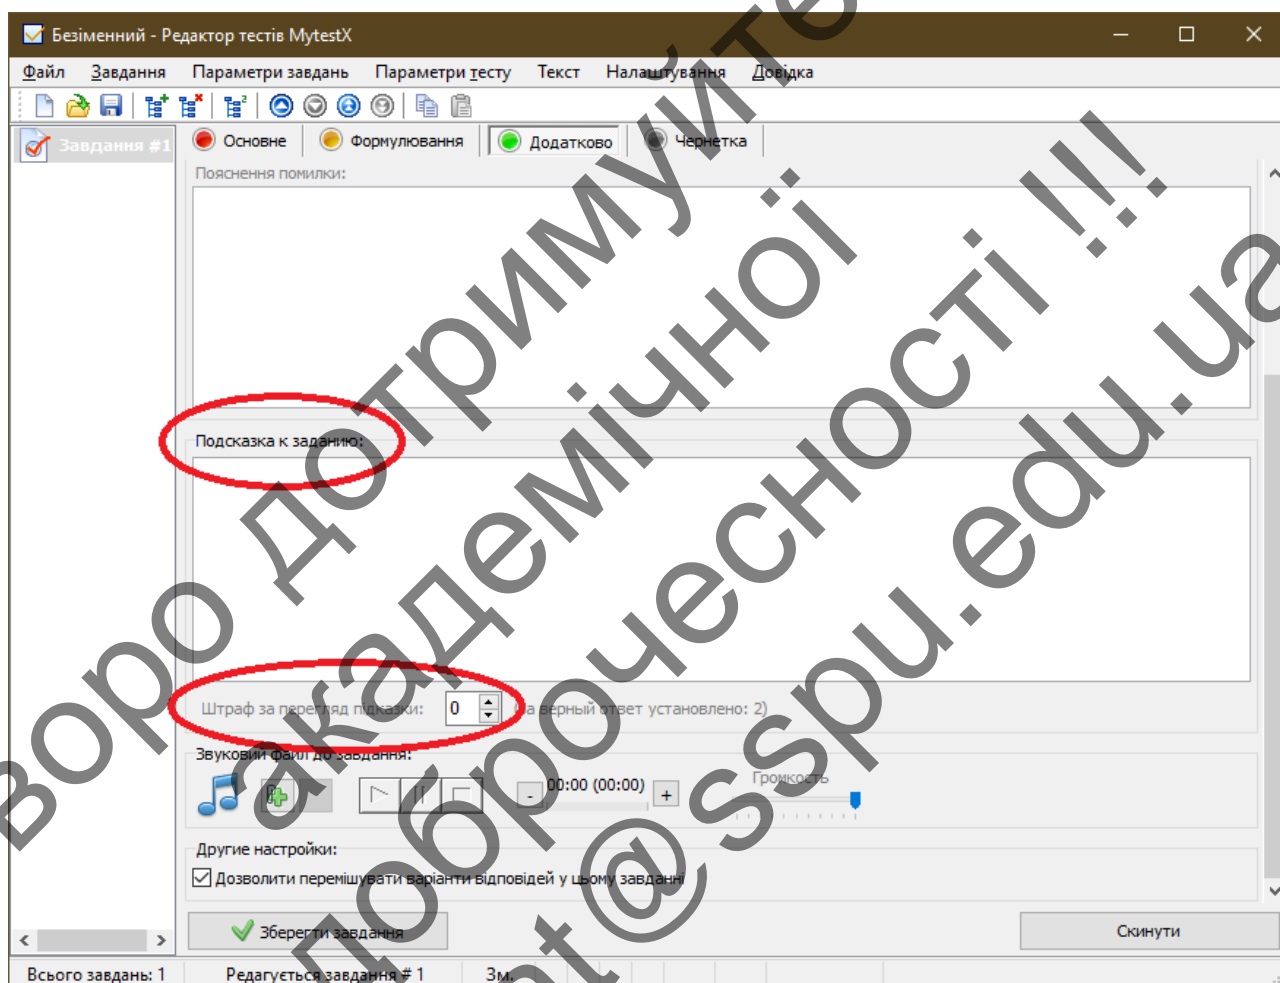 Безіменний - Редактор тестів MytestX
Файл Завдання Параметри завдань Параметри тесту Текст Налаштування Довідка
Завдання #1
Основне Формулювання Додатково Чернетка
Пояснення помилки:
Подсказка к заданию:
Штраф за перегляд підказки: 0 (за верный ответ установлено: 2)
Звуковий файл до завдання:
- 00:00 (00:00) +
Громкость
Другие настройки:
Дозволити перемішувати варіанти відповідей у цьому завданні
Зберегти завдання Скинути
Всього завдань: 1 Редагується завдання # 1 Зм.
дотримуйте
академічної
доброчесності !!!
@sspu.edu.ua